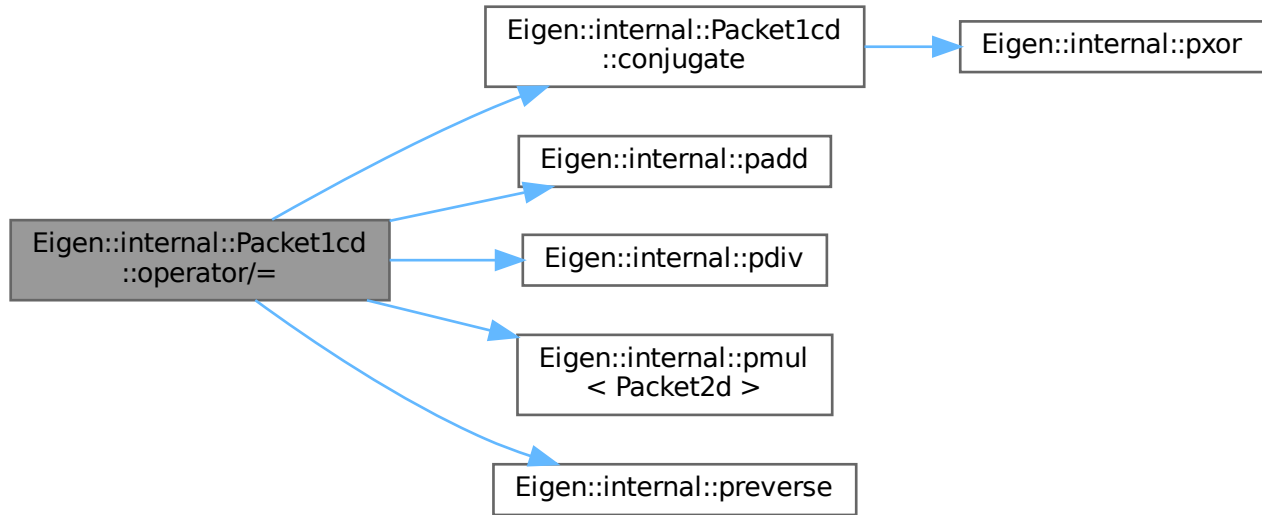 Eigen::internal::Packet1cd
::conjugate
Eigen::internal::pxor
Eigen::internal::padd
Eigen::internal::Packet1cd
::operator/=
Eigen::internal::pdiv
Eigen::internal::pmul
< Packet2d >
Eigen::internal::preverse